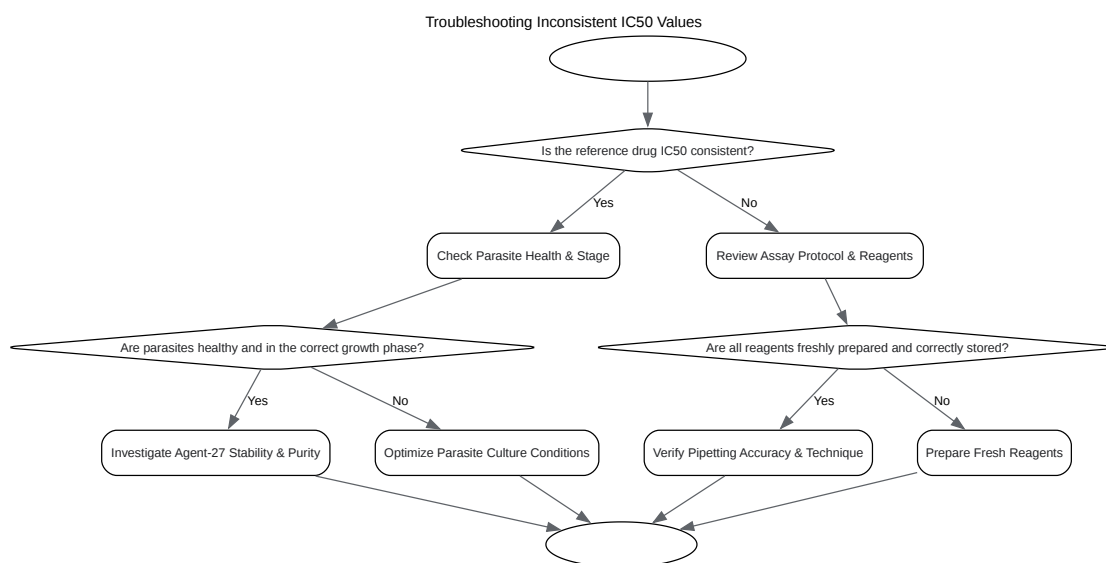 Troubleshooting Inconsistent IC50 Values
Is the reference drug IC50 consistent?
Yes
No
Check Parasite Health & Stage
Review Assay Protocol & Reagents
Are parasites healthy and in the correct growth phase?
Are all reagents freshly prepared and correctly stored?
Yes
No
Yes
No
Investigate Agent-27 Stability & Purity
Optimize Parasite Culture Conditions
Verify Pipetting Accuracy & Technique
Prepare Fresh Reagents